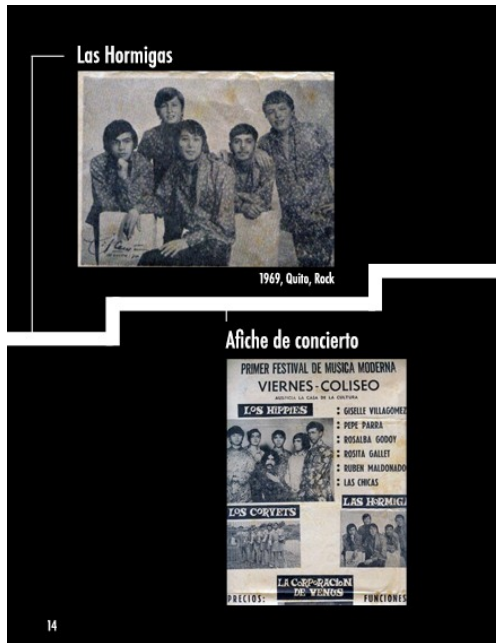 Las Hormigas
1969, Quito, Rock
Afiche de concierto
PRIMER FESTIVAL DE MUSICA MODERNA
VIERNES-COLISEO
AUSPICIA LA CASA DE LA CULTURA
LOS HIPPIES
: GISELLE VILLAGOMEZ
: PEPE PARRA
: ROSALBA GODOY
: ROSITA GALLET
: RUBEN MALDONADO
: LAS CHICAS
LOS CORVETS
LAS HORMIGA
LA CORPORACION
DE VENUS
PRECIOS:
FUNCIONES
14